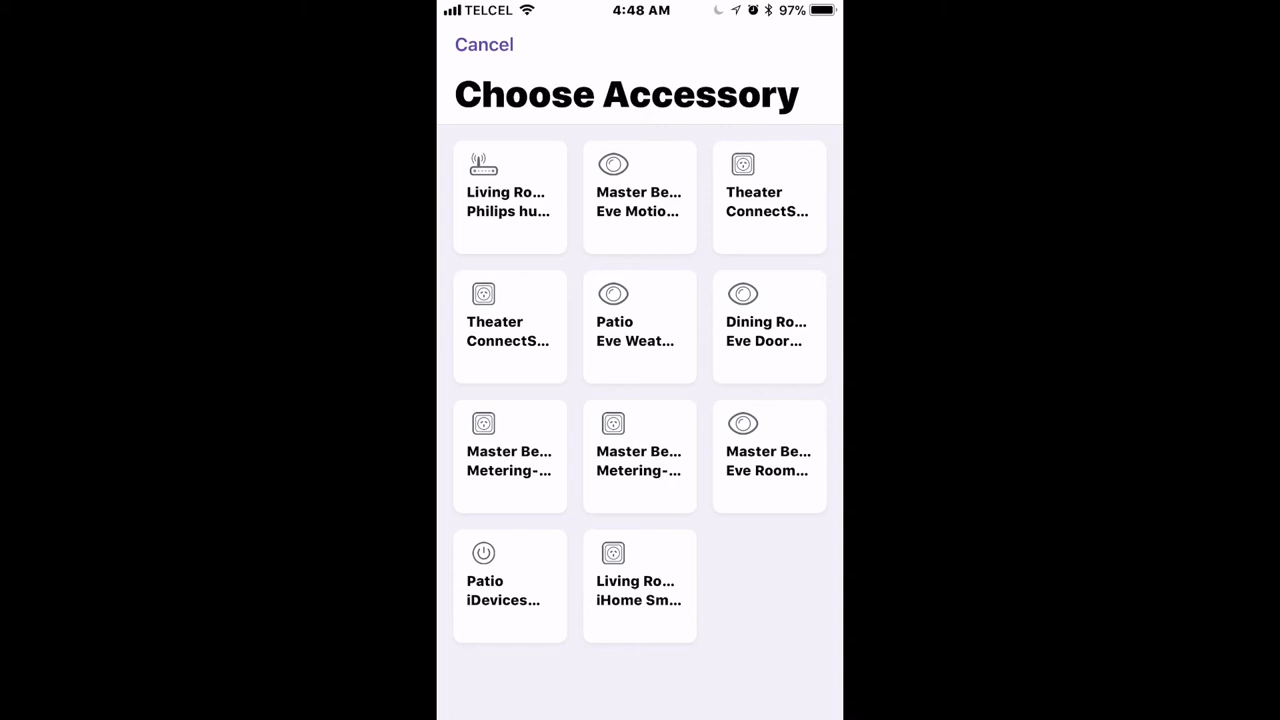 TELCEL 4:48 AM 97%
Cancel
Choose Accessory
Living Ro... Master Be... Theater
Philips hu... Eve Motio... ConnectS...
Theater Patio Dining Ro...
ConnectS... Eve Weat... Eve Door...
Master Be... Master Be... Master Be...
Metering-... Metering-... Eve Room...
Patio Living Ro...
iDevices... iHome Sm...